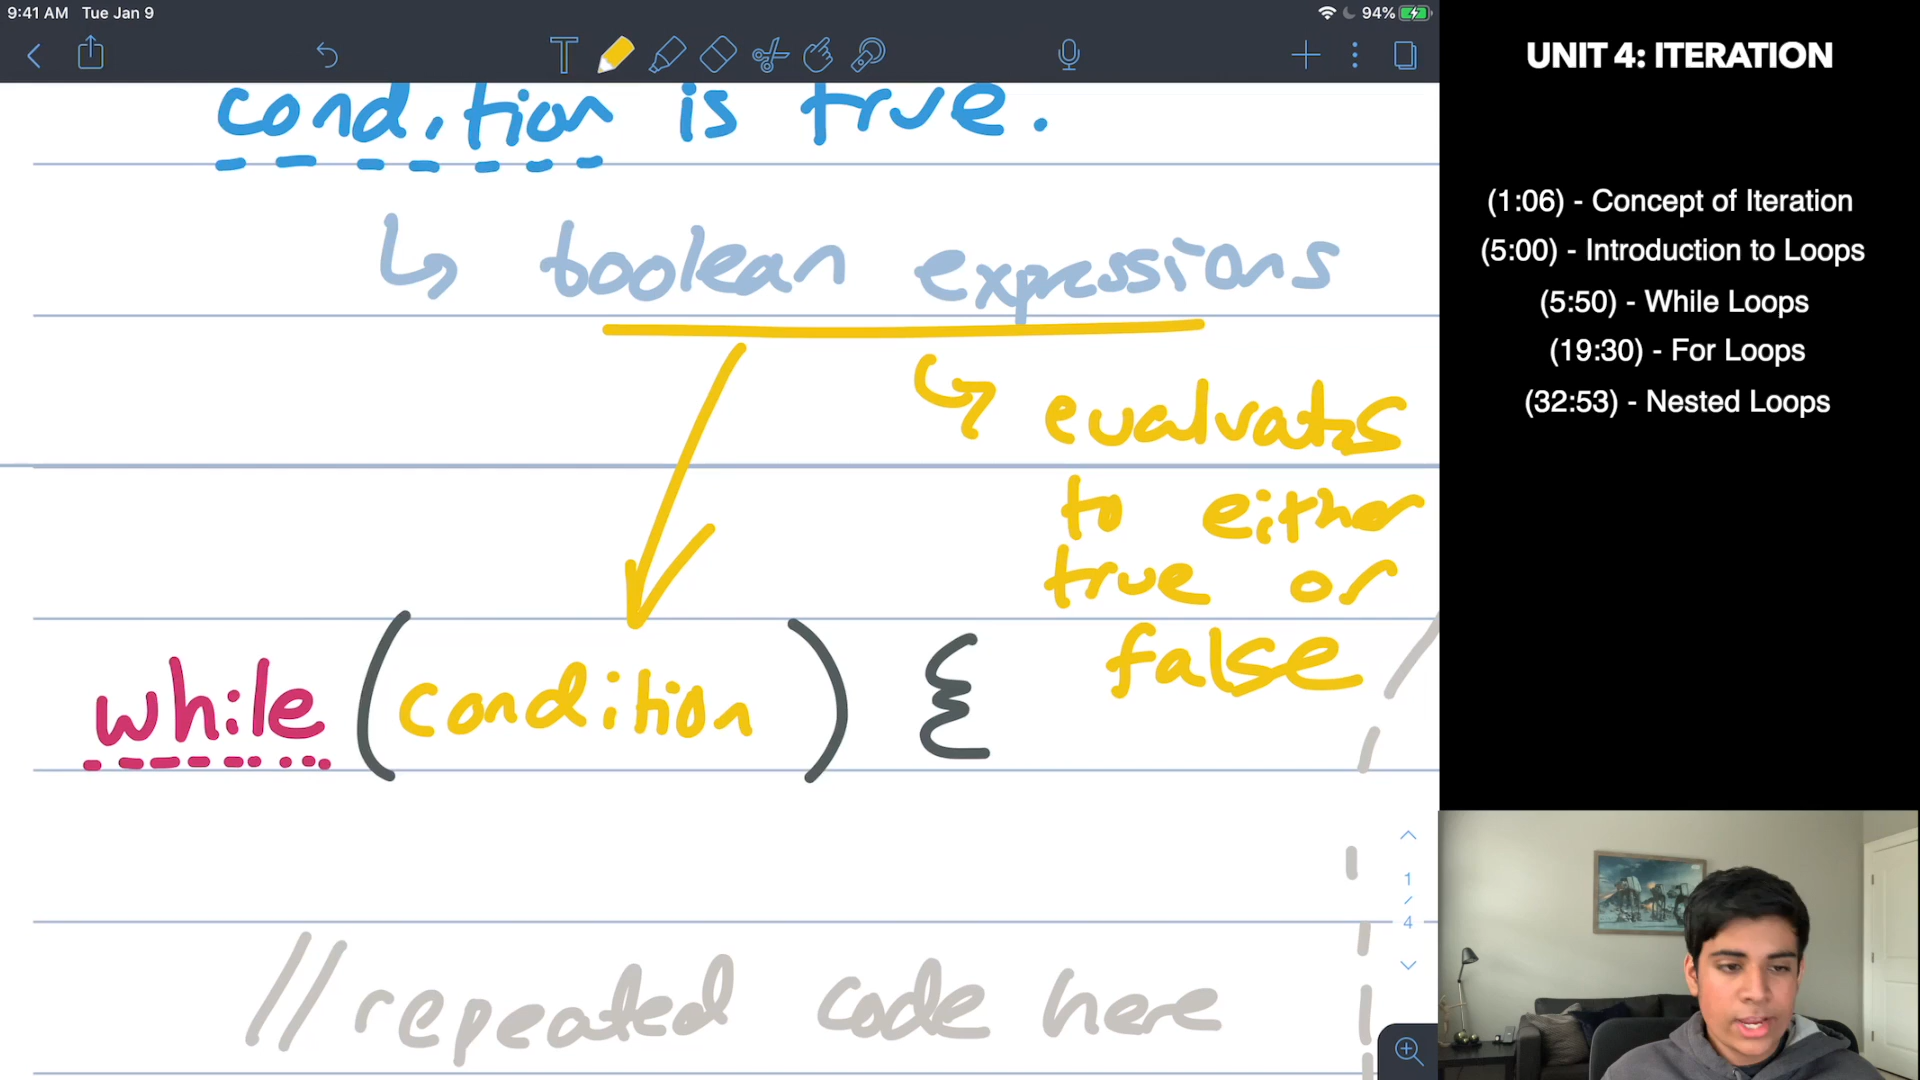 9:41 AM Tue Jan 9
94%
condition is true.
↳ boolean expressions
↳ evaluates
to either
true or
false
while (condition) {
// repeated code here
1
/
4
UNIT 4: ITERATION
(1:06) - Concept of Iteration
(5:00) - Introduction to Loops
(5:50) - While Loops
(19:30) - For Loops
(32:53) - Nested Loops